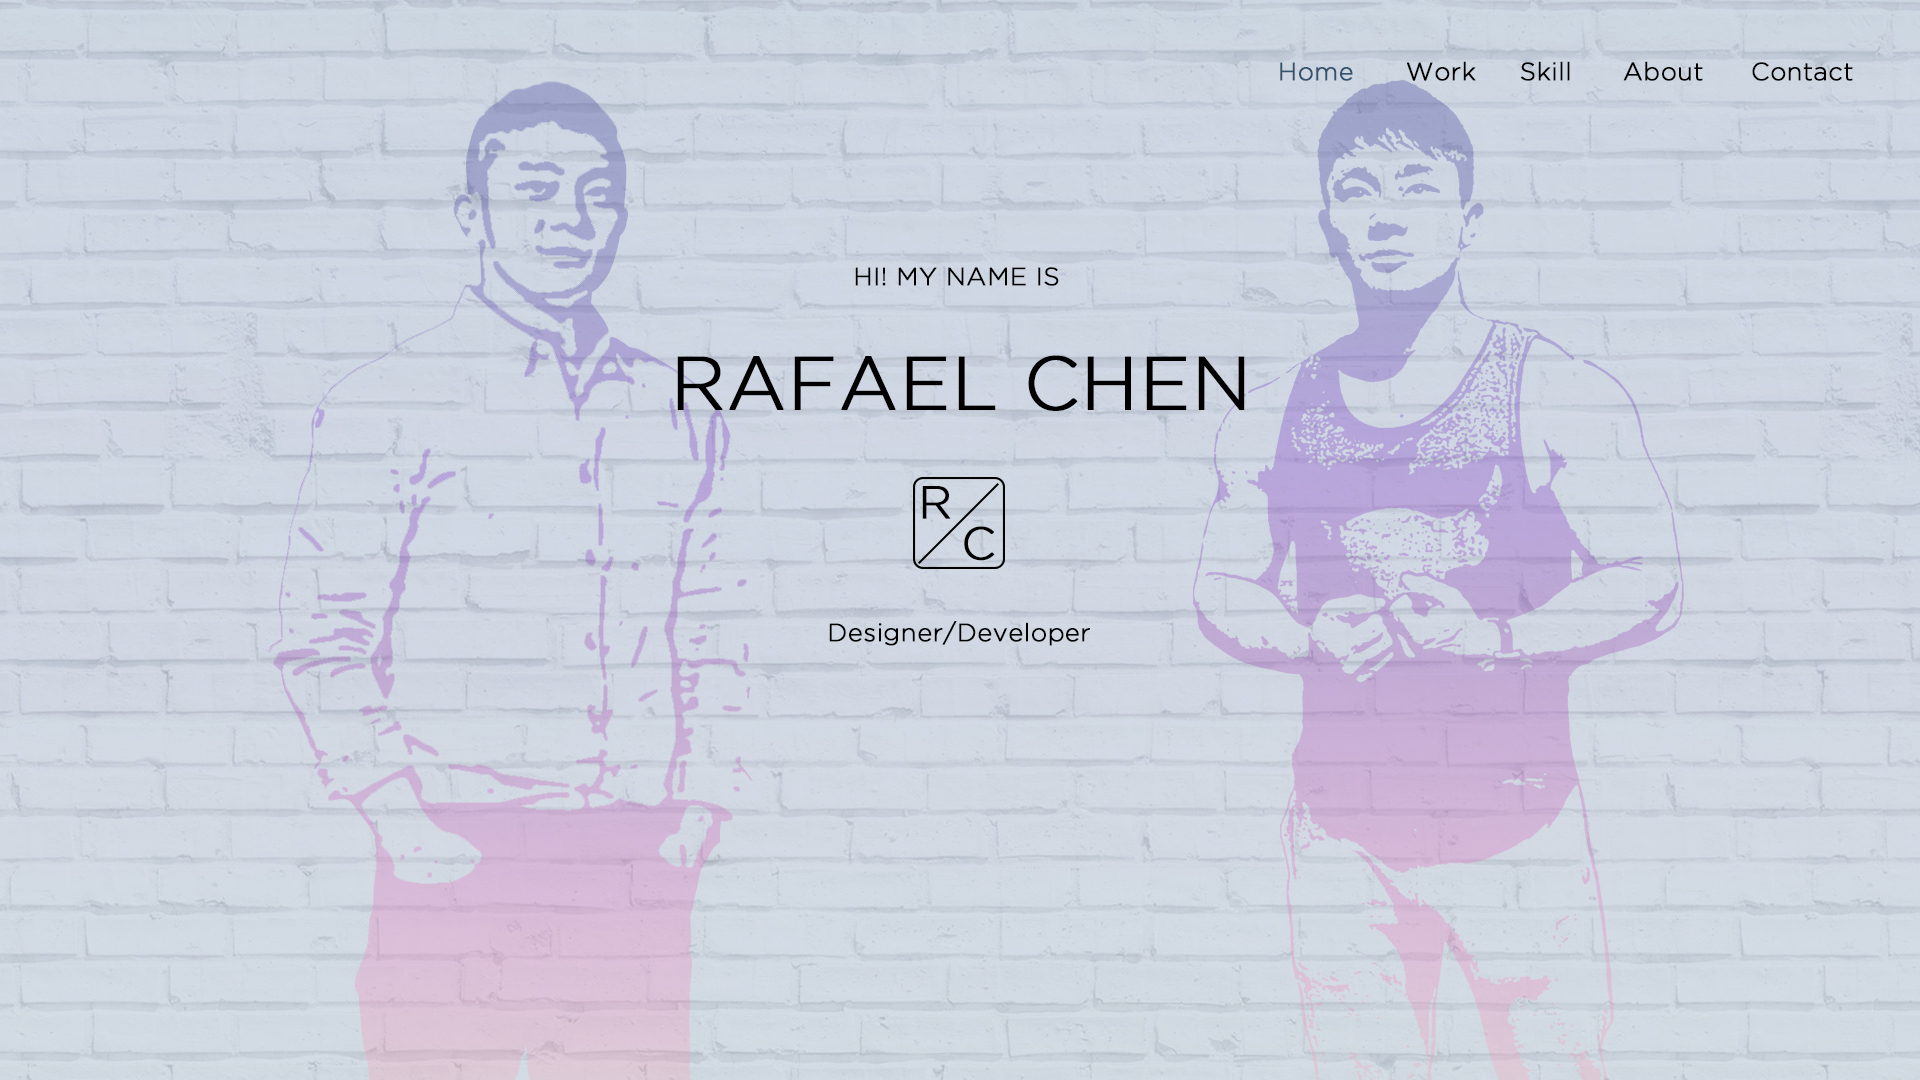 Home Work Skill About Contact
HI! MY NAME IS
RAFAEL CHEN
R
C
Designer/Developer